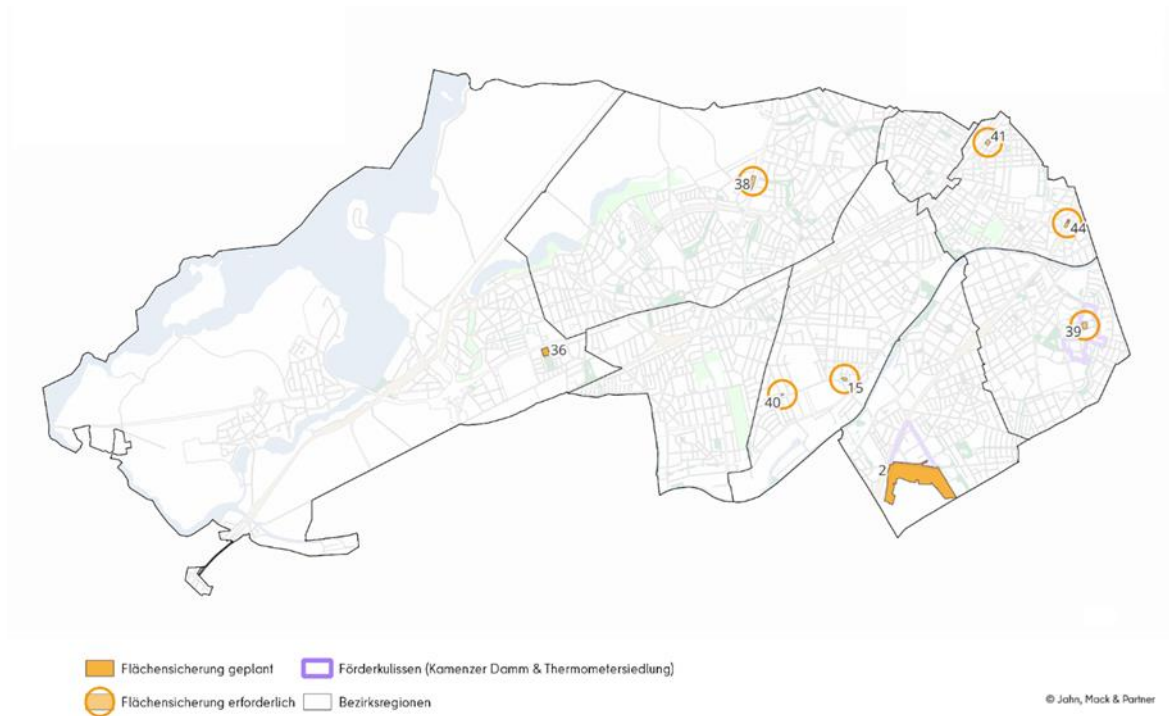 41
38
44
39
36
15
40
2
Flächensicherung geplant
Förderkulissen (Kamenzer Damm & Thermometersiedlung)
Flächensicherung erforderlich
Bezirksregionen
© Jahn, Mack & Partner